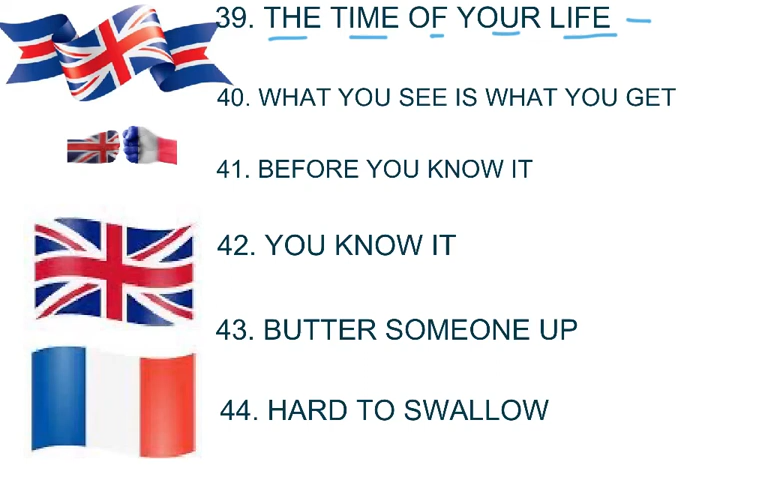 39. THE TIME OF YOUR LIFE
40. WHAT YOU SEE IS WHAT YOU GET
41. BEFORE YOU KNOW IT
42. YOU KNOW IT
43. BUTTER SOMEONE UP
44. HARD TO SWALLOW